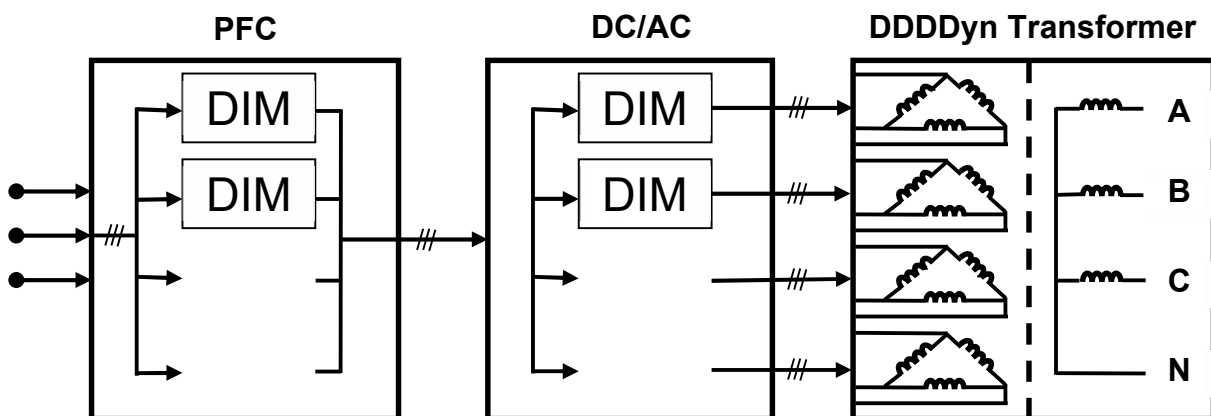 PFC
DC/AC
DDDDyn Transformer
DIM
DIM
DIM
DIM
A
B
C
N